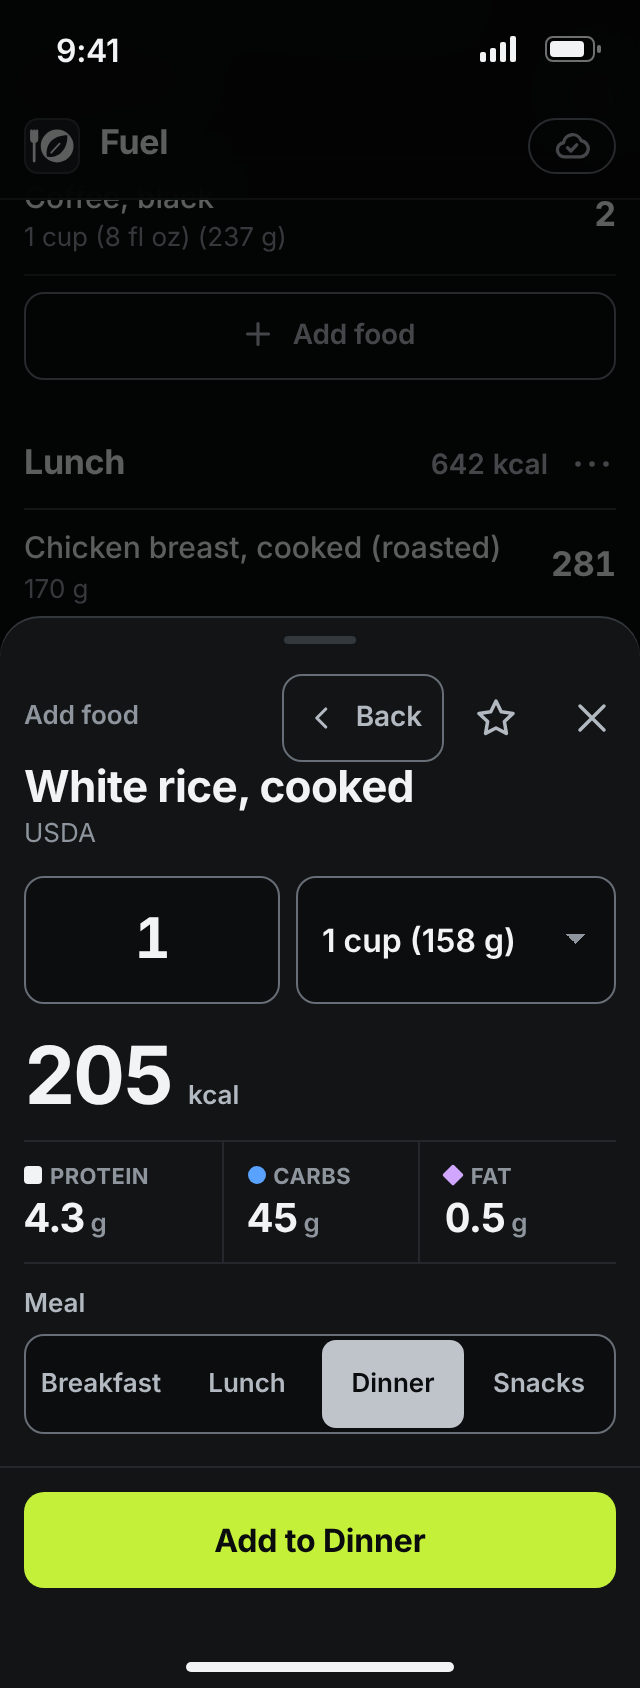 9:41
Fuel
Coffee, black
2
1 cup (8 fl oz) (237 g)
Add food
Lunch
642 kcal
Chicken breast, cooked (roasted)
281
170 g
Add food
Back
White rice, cooked
USDA
1
1 cup (158 g)
205 kcal
PROTEIN
CARBS
FAT
4.3 g
45 g
0.5 g
Meal
Breakfast
Lunch
Dinner
Snacks
Add to Dinner